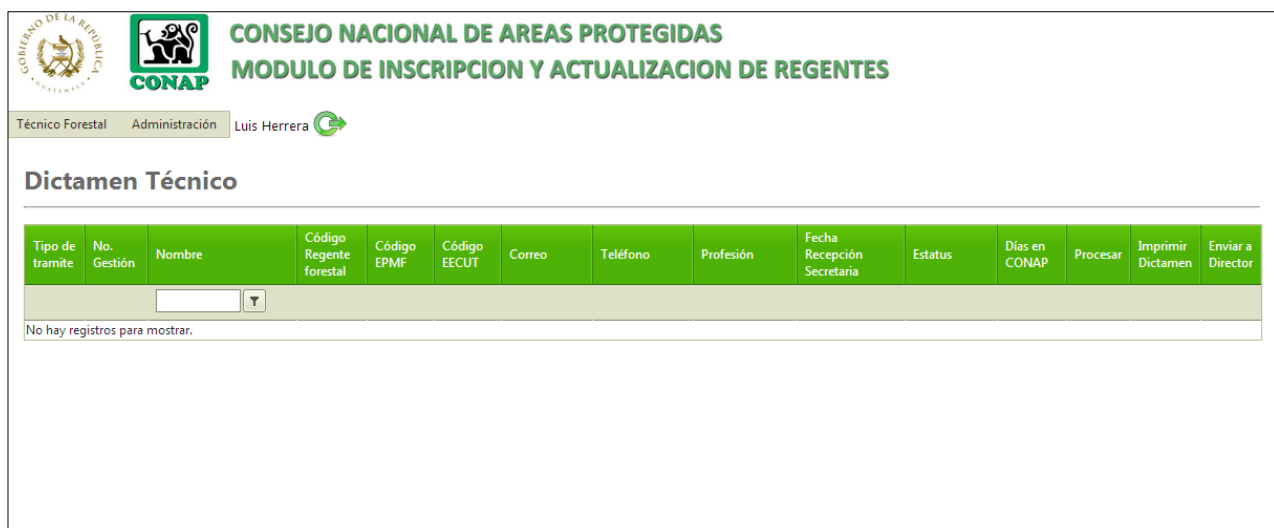 GOBIERNO DE LA REPÚBLICA
GUATEMALA
CONAP
CONSEJO NACIONAL DE AREAS PROTEGIDAS
MODULO DE INSCRIPCION Y ACTUALIZACION DE REGENTES
Técnico Forestal Administración Luis Herrera
Dictamen Técnico
Tipo de tramite No. Gestión Nombre Código Regente forestal Código EPMF Código EECUT Correo Teléfono Profesión Fecha Recepción Secretaria Estatus Días en CONAP Procesar Imprimir Dictamen Enviar a Director
No hay registros para mostrar.